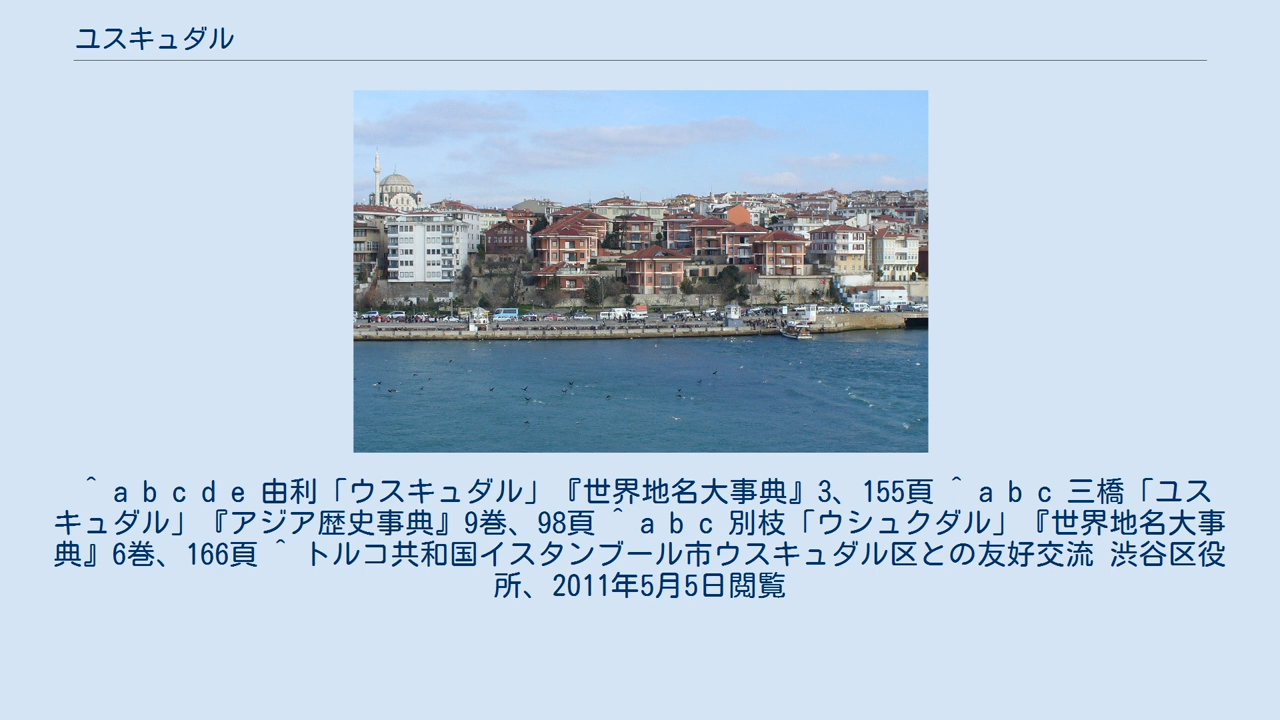 ユスキュダル
^ a b c d e 由利「ウスキュダル」『世界地名大事典』3、155頁 ^ a b c 三橋「ユス
キュダル」『アジア歴史事典』9巻、98頁 ^ a b c 別枝「ウシュクダル」『世界地名大事
典』6巻、166頁 ^ トルコ共和国イスタンブール市ウスキュダル区との友好交流 渋谷区役
所、2011年5月5日閲覧